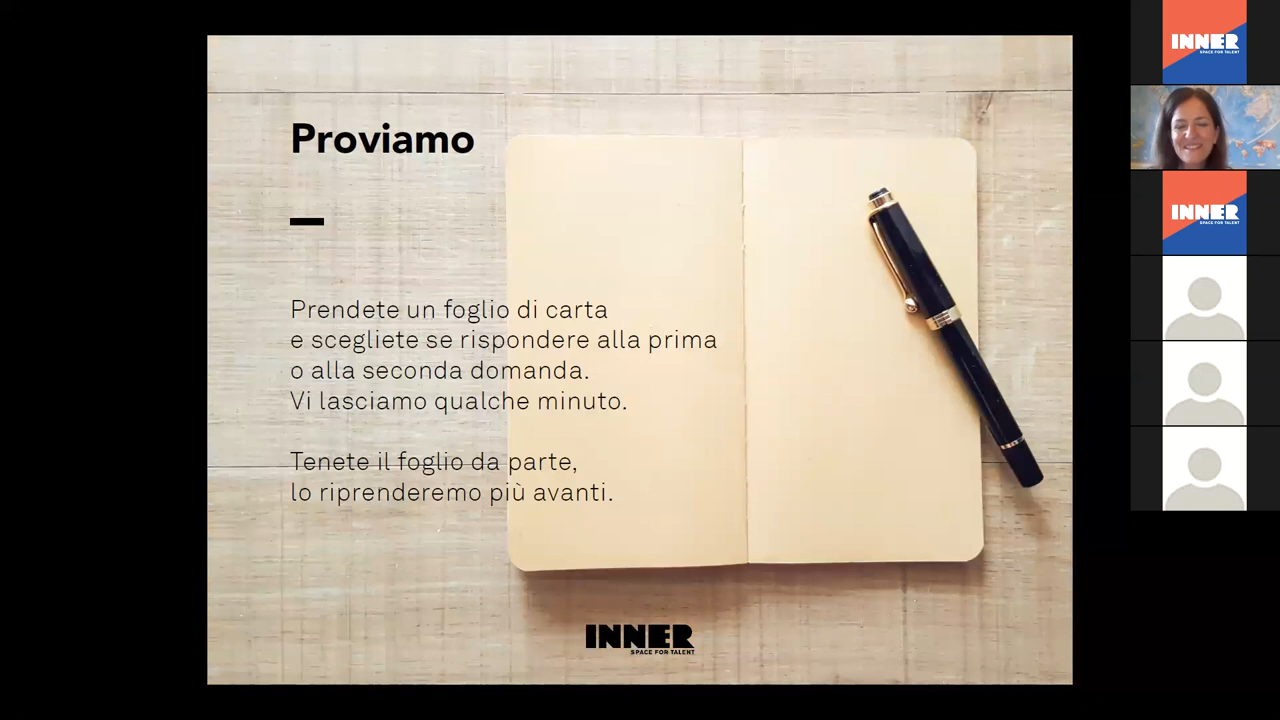 Proviamo
Prendete un foglio di carta
e scegliete se rispondere alla prima
o alla seconda domanda.
Vi lasciamo qualche minuto.
Tenete il foglio da parte,
lo riprenderemo più avanti.
INNER
SPACE FOR TALENT
INNER
SPACE FOR TALENT
INNER
SPACE FOR TALENT